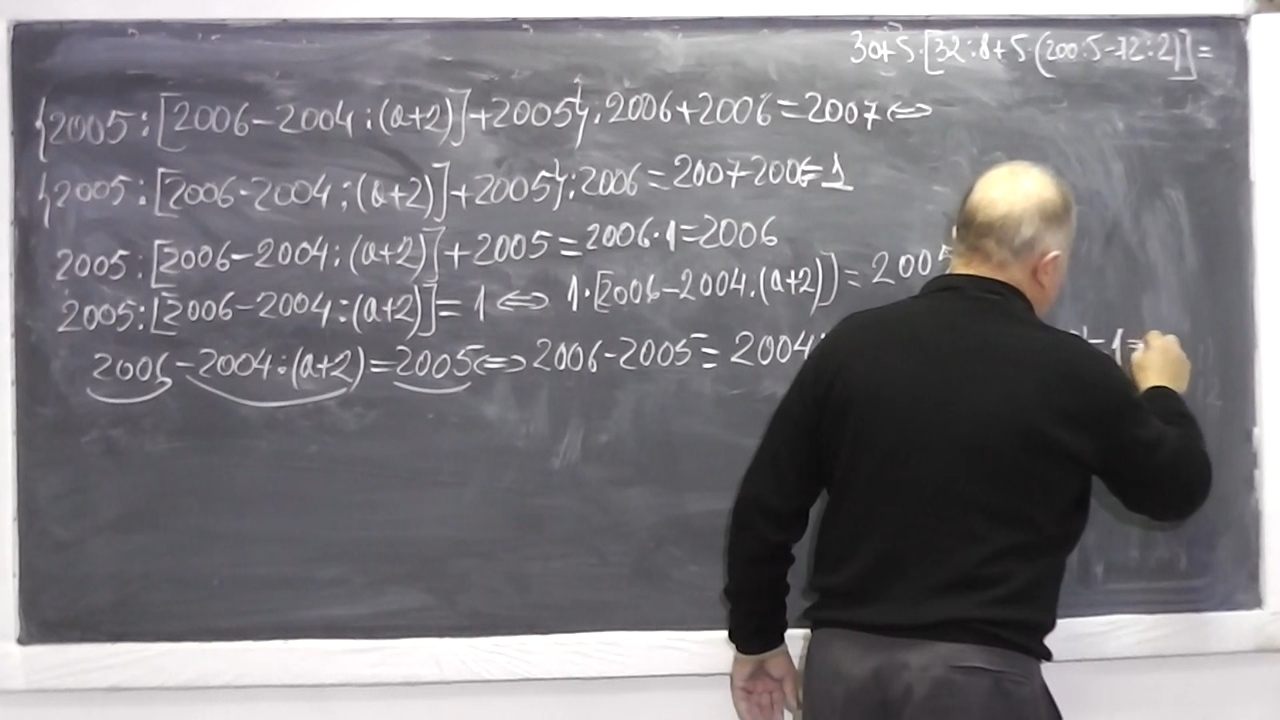 30+5·[32:8+5·(200:5-72:2)]=
{2005:[2006-2004:(a+2)]+2005}:2006+2006=2007⇔
{2005:[2006-2004:(a+2)]+2005}:2006=2007-2006=1
2005:[2006-2004:(a+2)]+2005=2006·1=2006
2005:[2006-2004:(a+2)]=1⇔1·[2006-2004:(a+2)]=2005
2006-2004:(a+2)=2005⇔2006-2005=2004: -1=